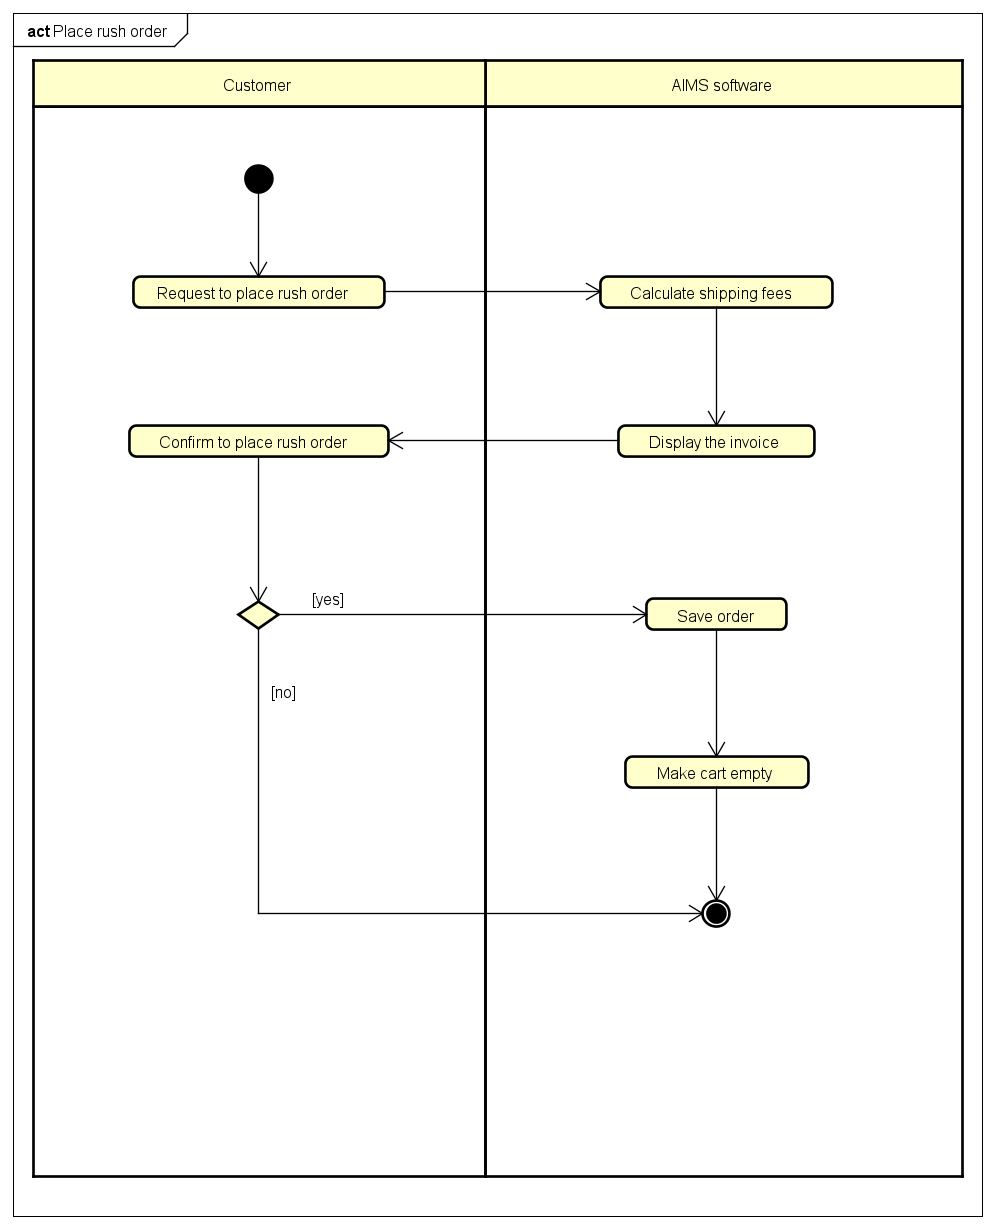 act Place rush order
Customer
AIMS software
Request to place rush order
Calculate shipping fees
Confirm to place rush order
Display the invoice
[yes]
Save order
[no]
Make cart empty